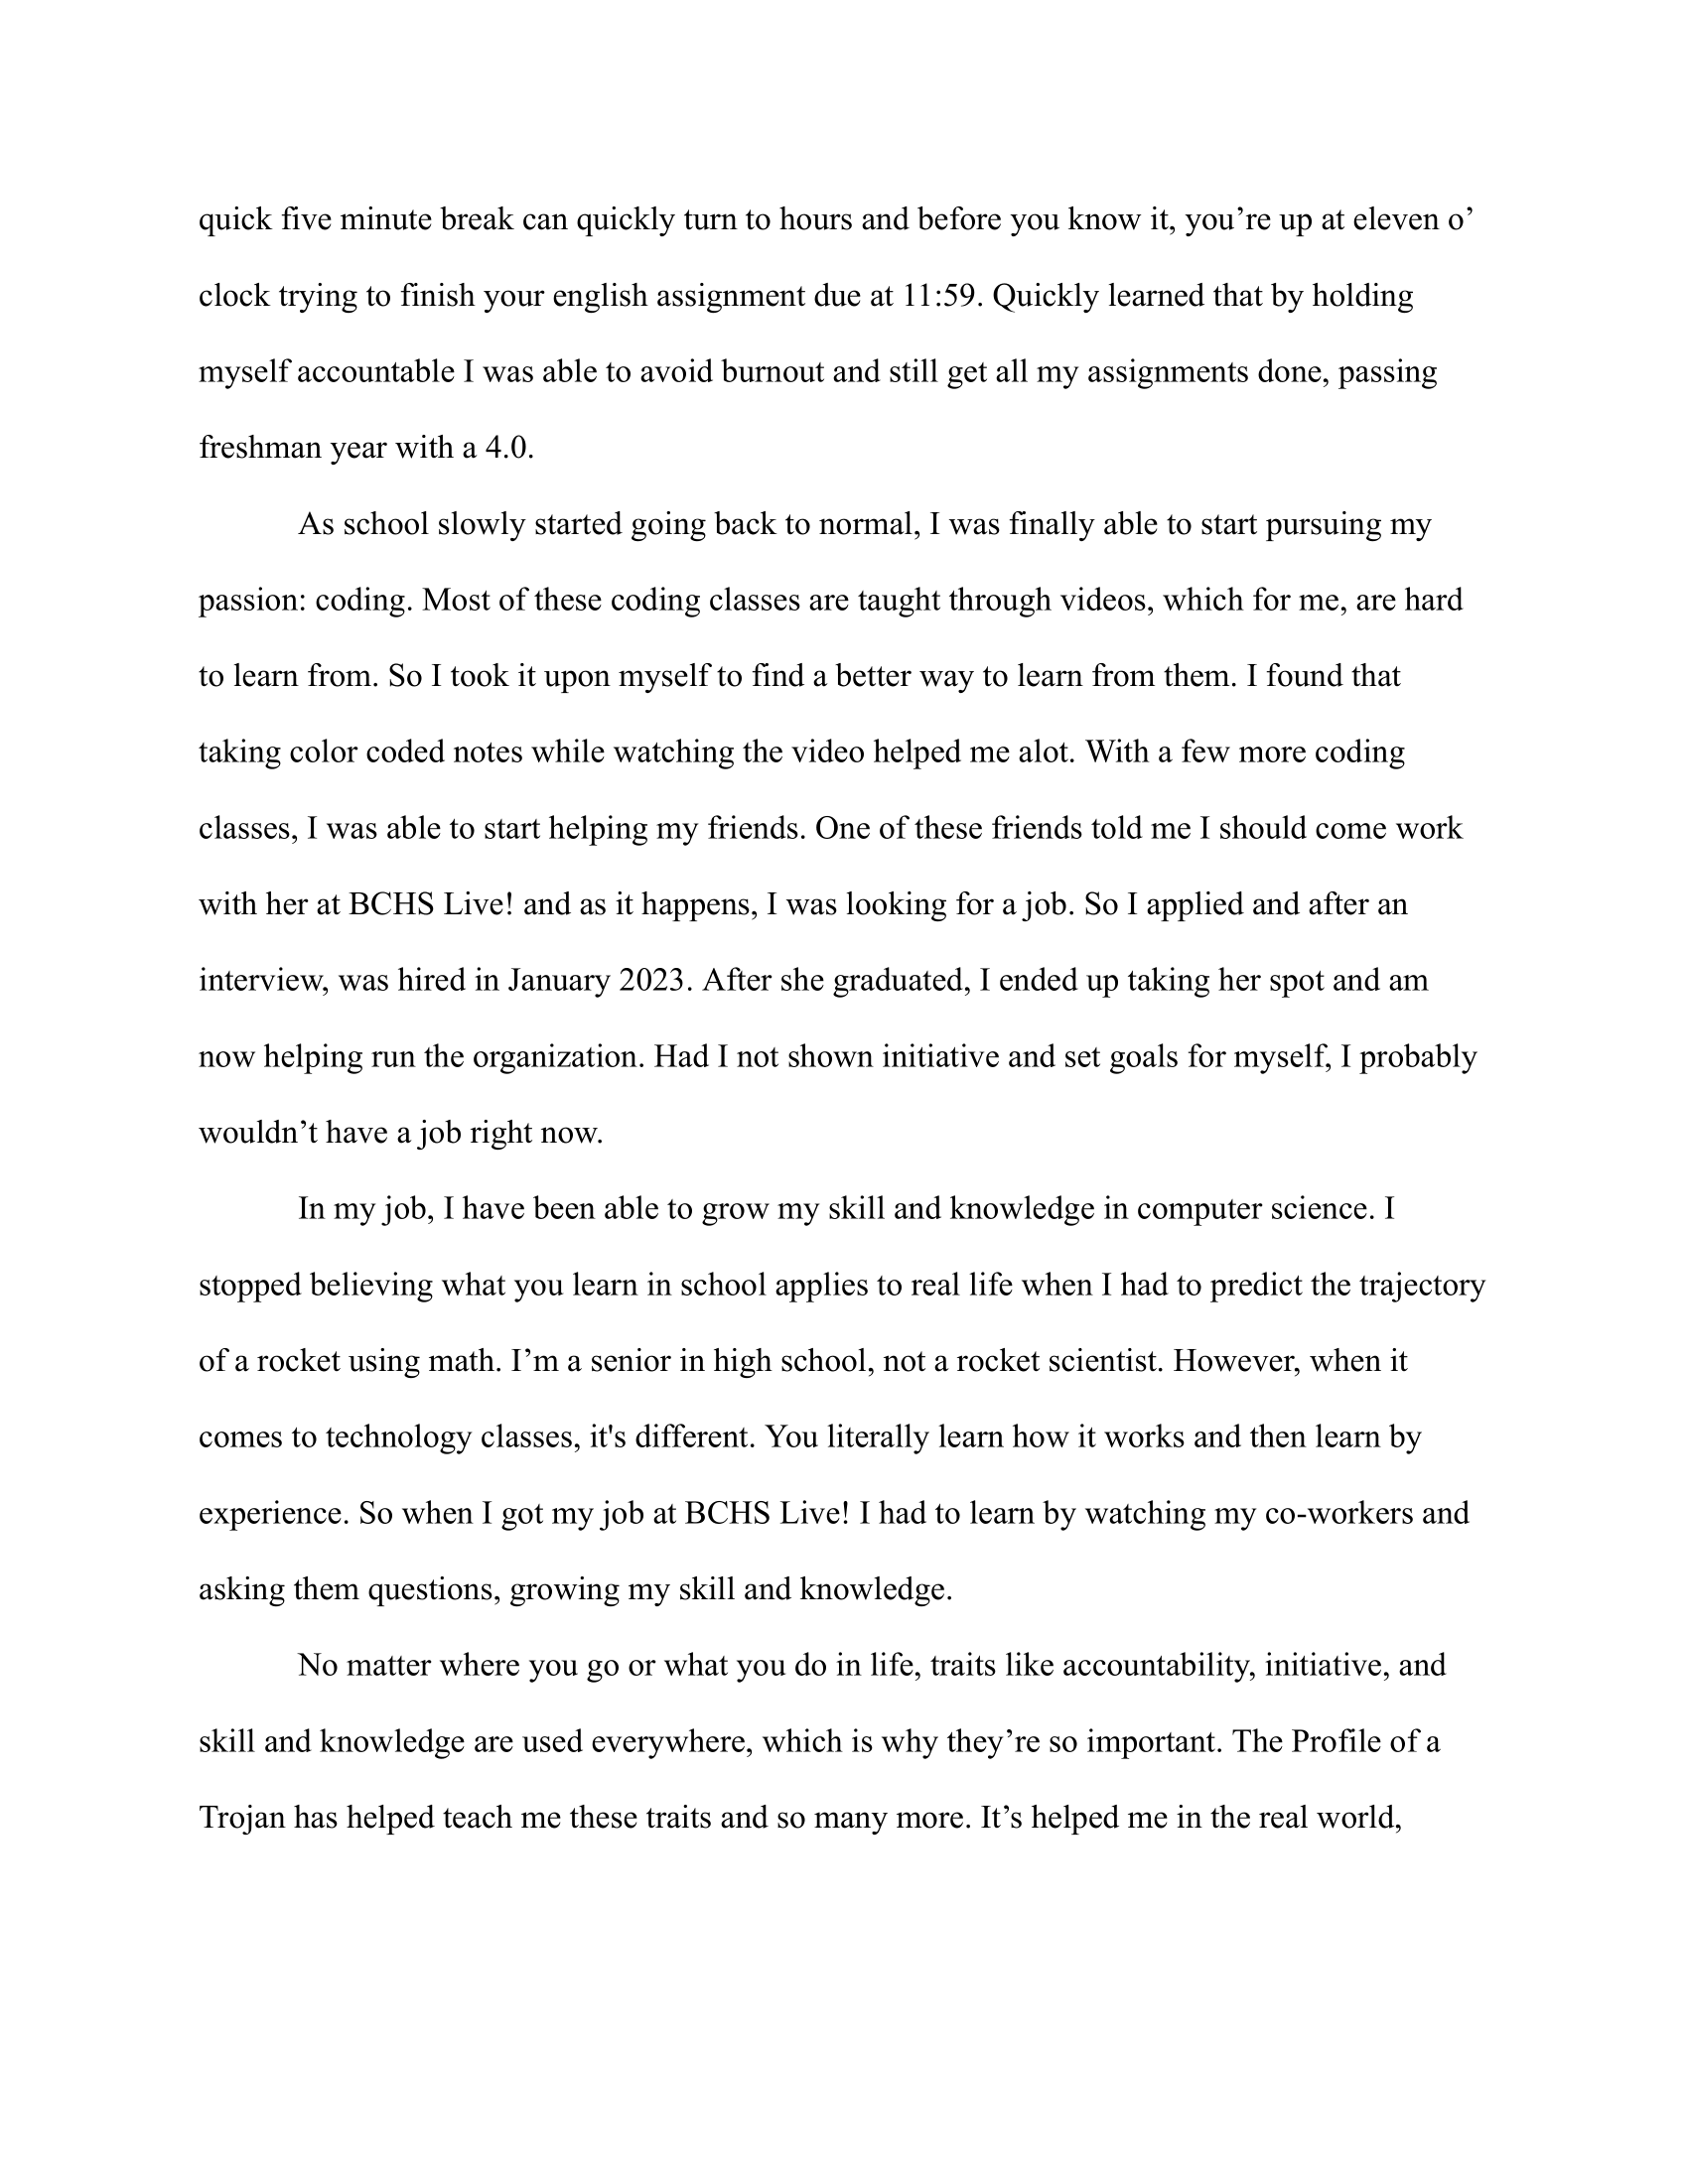 quick five minute break can quickly turn to hours and before you know it, you’re up at eleven o’
clock trying to finish your english assignment due at 11:59. Quickly learned that by holding
myself accountable I was able to avoid burnout and still get all my assignments done, passing
freshman year with a 4.0.
As school slowly started going back to normal, I was finally able to start pursuing my
passion: coding. Most of these coding classes are taught through videos, which for me, are hard
to learn from. So I took it upon myself to find a better way to learn from them. I found that
taking color coded notes while watching the video helped me alot. With a few more coding
classes, I was able to start helping my friends. One of these friends told me I should come work
with her at BCHS Live! and as it happens, I was looking for a job. So I applied and after an
interview, was hired in January 2023. After she graduated, I ended up taking her spot and am
now helping run the organization. Had I not shown initiative and set goals for myself, I probably
wouldn’t have a job right now.
In my job, I have been able to grow my skill and knowledge in computer science. I
stopped believing what you learn in school applies to real life when I had to predict the trajectory
of a rocket using math. I’m a senior in high school, not a rocket scientist. However, when it
comes to technology classes, it's different. You literally learn how it works and then learn by
experience. So when I got my job at BCHS Live! I had to learn by watching my co-workers and
asking them questions, growing my skill and knowledge.
No matter where you go or what you do in life, traits like accountability, initiative, and
skill and knowledge are used everywhere, which is why they’re so important. The Profile of a
Trojan has helped teach me these traits and so many more. It’s helped me in the real world,